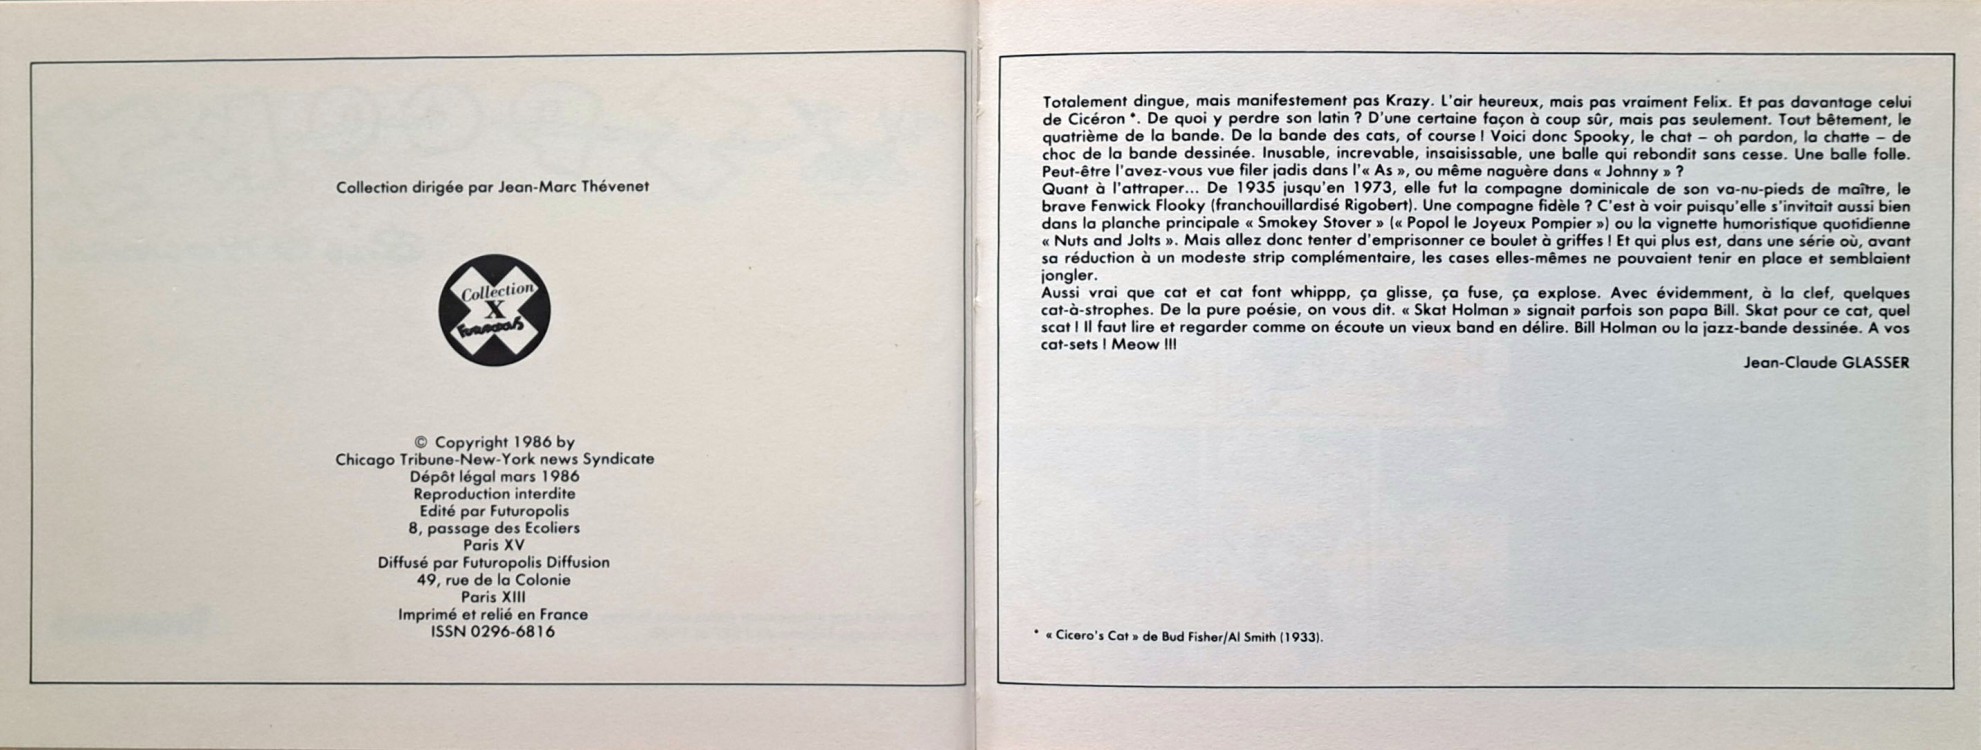 Collection dirigée par Jean-Marc Thévenet
Collection
X
FUTUROPOLIS
© Copyright 1986 by
Chicago Tribune-New-York news Syndicate
Dépôt légal mars 1986
Reproduction interdite
Edité par Futuropolis
8, passage des Ecoliers
Paris XV
Diffusé par Futuropolis Diffusion
49, rue de la Colonie
Paris XIII
Imprimé et relié en France
ISSN 0296-6816
Totalement dingue, mais manifestement pas Krazy. L'air heureux, mais pas vraiment Felix. Et pas davantage celui
de Cicéron *. De quoi y perdre son latin ? D'une certaine façon à coup sûr, mais pas seulement. Tout bêtement, le
quatrième de la bande. De la bande des cats, of course ! Voici donc Spooky, le chat – oh pardon, la chatte – de
choc de la bande dessinée. Inusable, increvable, insaisissable, une balle qui rebondit sans cesse. Une balle folle.
Peut-être l'avez-vous vue filer jadis dans l'« As », ou même naguère dans « Johnny » ?
Quant à l'attraper... De 1935 jusqu'en 1973, elle fut la compagne dominicale de son va-nu-pieds de maître, le
brave Fenwick Flooky (franchouillardisé Rigobert). Une compagne fidèle ? C'est à voir puisqu'elle s'invitait aussi bien
dans la planche principale « Smokey Stover » (« Popol le Joyeux Pompier ») ou la vignette humoristique quotidienne
« Nuts and Jolts ». Mais allez donc tenter d'emprisonner ce boulet à griffes ! Et qui plus est, dans une série où, avant
sa réduction à un modeste strip complémentaire, les cases elles-mêmes ne pouvaient tenir en place et semblaient
jongler.
Aussi vrai que cat et cat font whippp, ça glisse, ça fuse, ça explose. Avec évidemment, à la clef, quelques
cat-à-strophes. De la pure poésie, on vous dit. « Skat Holman » signait parfois son papa Bill. Skat pour ce cat, quel
scat ! Il faut lire et regarder comme on écoute un vieux band en délire. Bill Holman ou la jazz-bande dessinée. A vos
cat-sets ! Meow !!!
Jean-Claude GLASSER
* « Cicero's Cat » de Bud Fisher/Al Smith (1933).